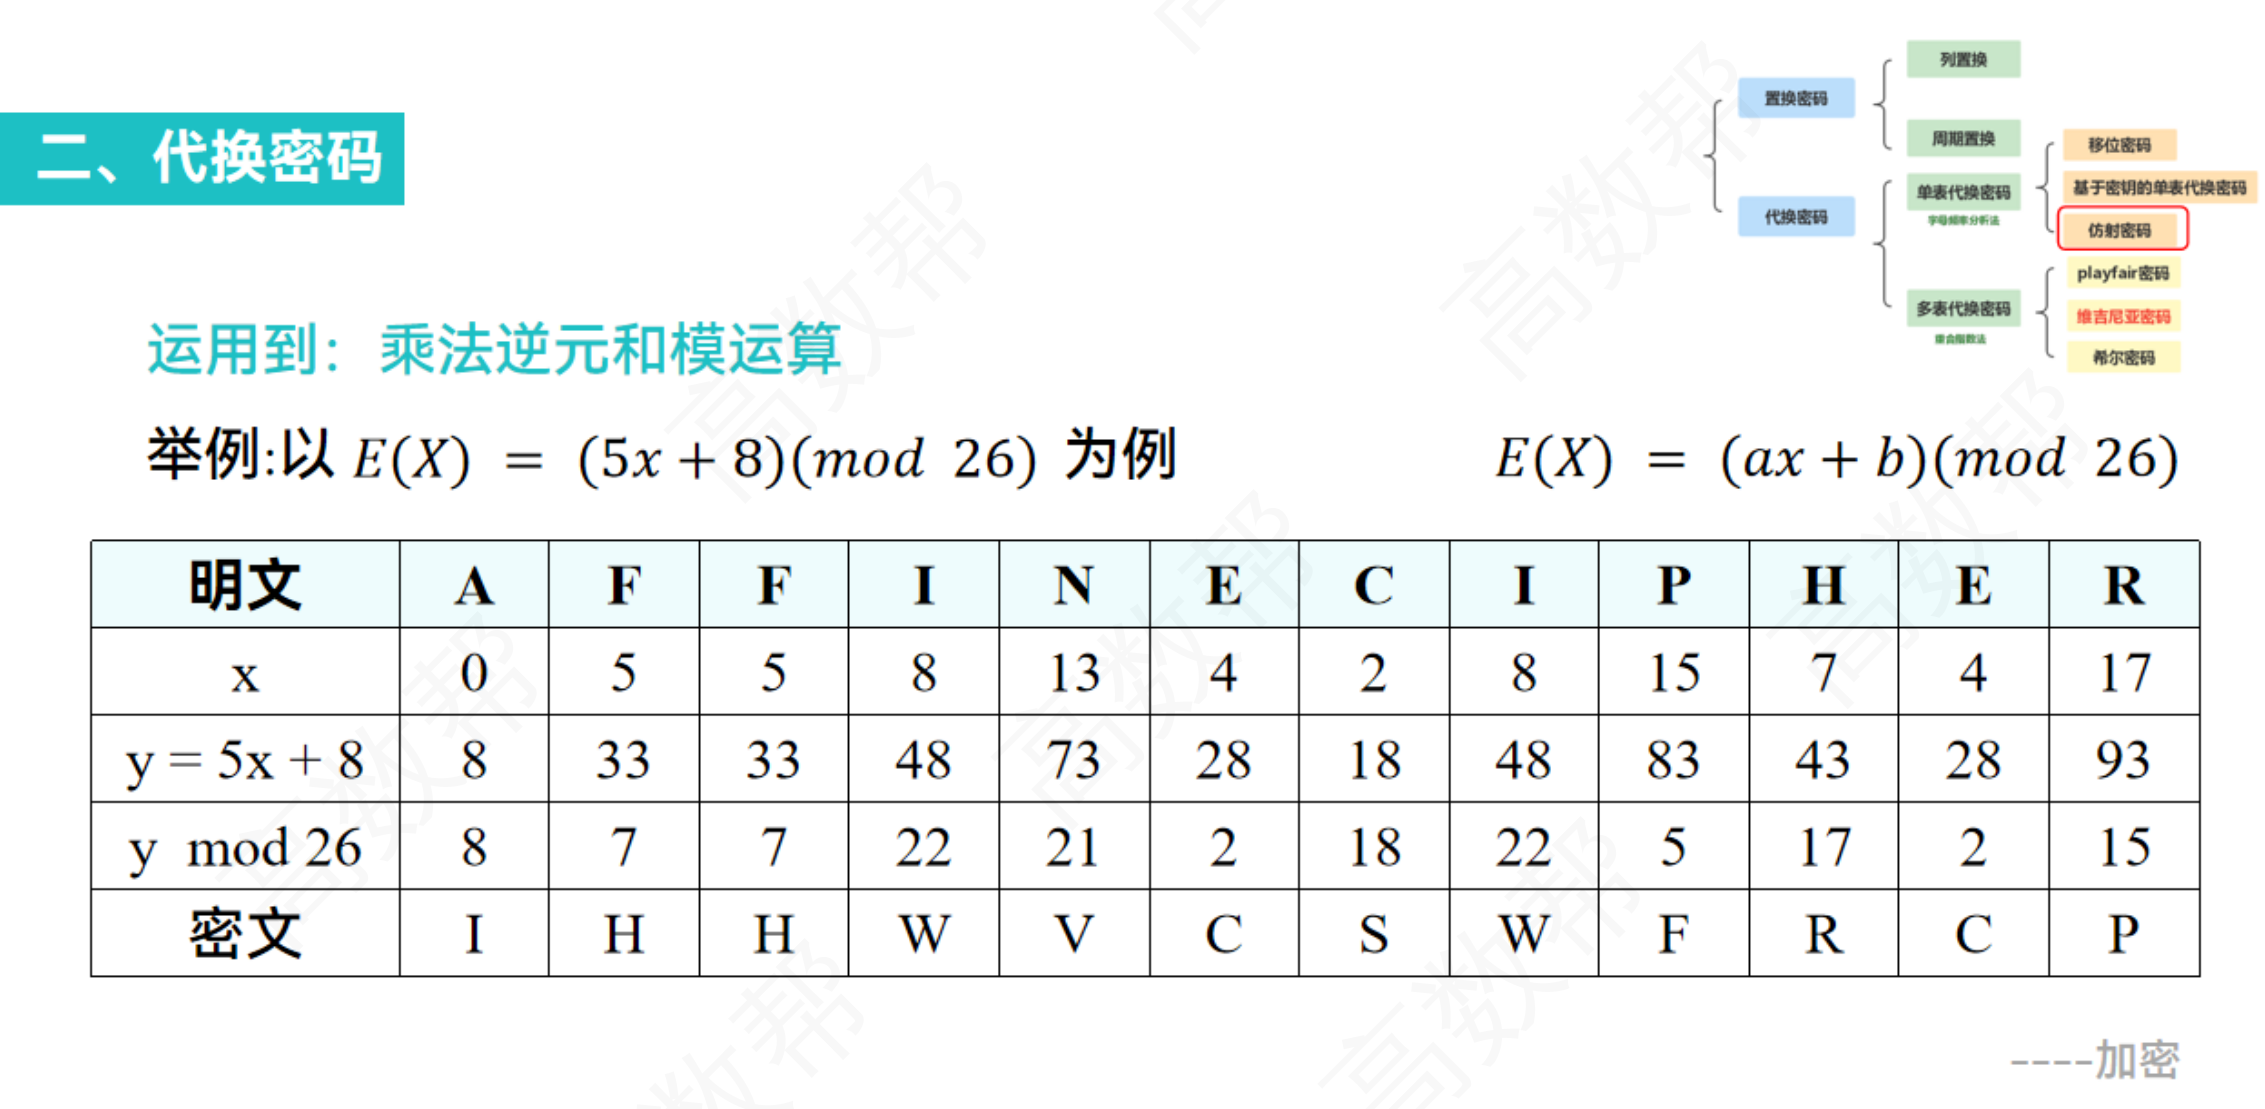 二、代换密码
置换密码
列置换
周期置换
代换密码
单表代换密码
字母频率分析法
移位密码
基于密钥的单表代换密码
仿射密码
多表代换密码
重合指数法
playfair密码
维吉尼亚密码
希尔密码
运用到：乘法逆元和模运算
举例:以 E(X) = (5x + 8)(mod 26) 为例
E(X) = (ax + b)(mod 26)
明文 A F F I N E C I P H E R
x 0 5 5 8 13 4 2 8 15 7 4 17
y = 5x + 8 8 33 33 48 73 28 18 48 83 43 28 93
y mod 26 8 7 7 22 21 2 18 22 5 17 2 15
密文 I H H W V C S W F R C P
----加密
高数帮